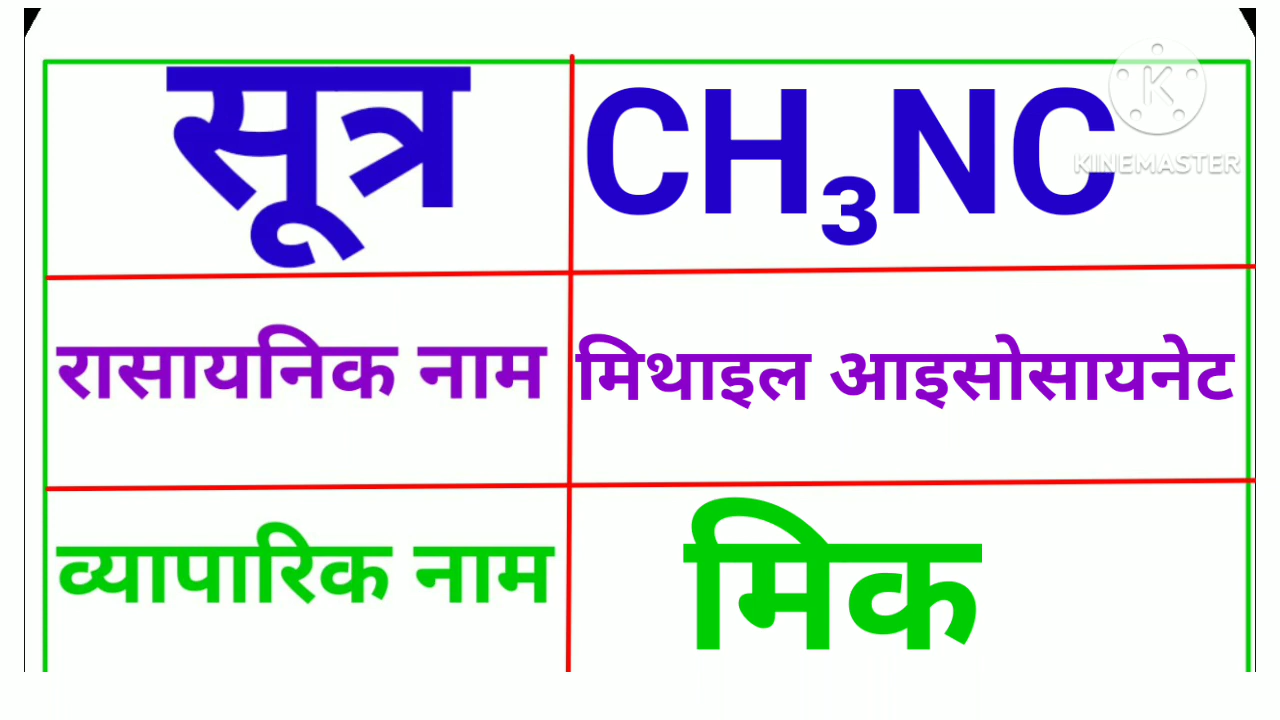 सूत्र CH₃NC
KINEMASTER
रासायनिक नाम मिथाइल आइसोसायनेट
व्यापारिक नाम मिक